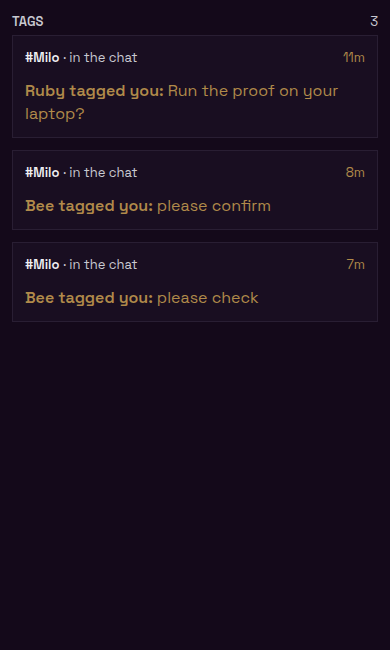 TAGS 3
#Milo · in the chat 11m
Ruby tagged you: Run the proof on your
laptop?
#Milo · in the chat 8m
Bee tagged you: please confirm
#Milo · in the chat 7m
Bee tagged you: please check